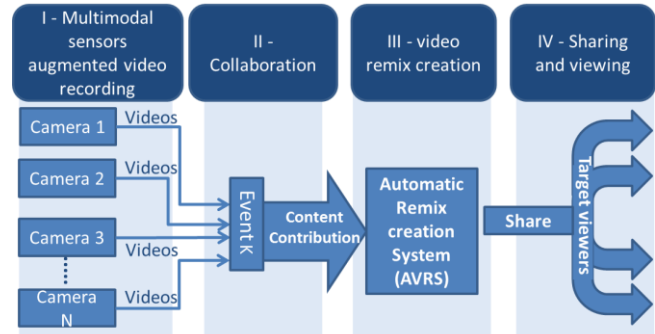 I - Multimodal
sensors
augmented video
recording
II -
Collaboration
III - video
remix creation
IV - Sharing
and viewing
Camera 1
Videos
Camera 2
Videos
Camera 3
Videos
Camera
N
Videos
Event K
Content
Contribution
Automatic
Remix
creation
System
(AVRS)
Share
Target viewers